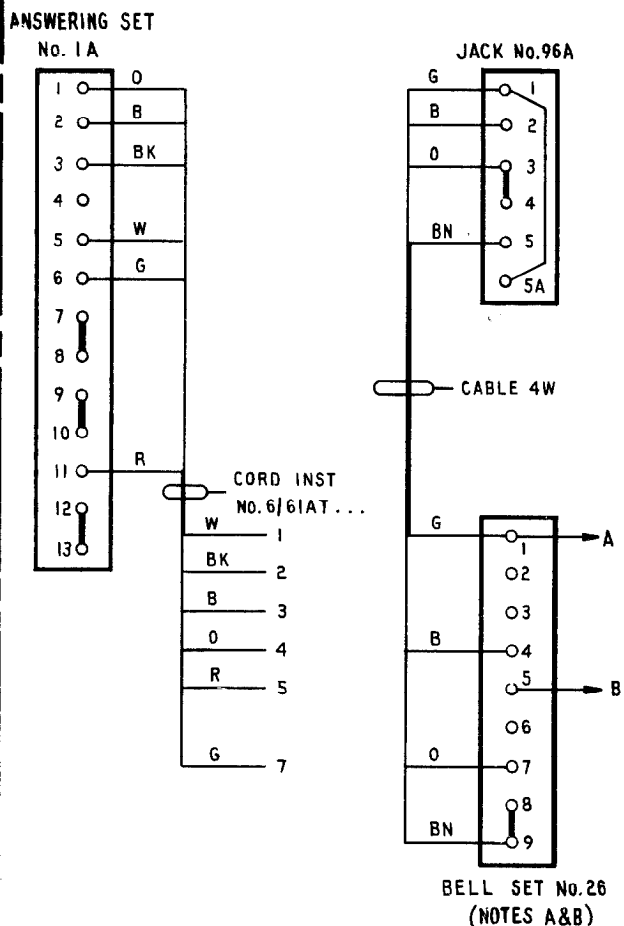 ANSWERING SET
No. 1A
1 O
2 B
3 BK
4
5 W
6 G
7
8
9
10
11 R
12
13
CORD INST
No. 6/61AT...
W 1
BK 2
B 3
O 4
R 5
G 7
JACK No. 96A
G 1
B 2
O 3
4
BN 5
5A
CABLE 4W
G 1 A
2
3
B 4
5 B
6
O 7
8
BN 9
BELL SET No. 26
(NOTES A&B)